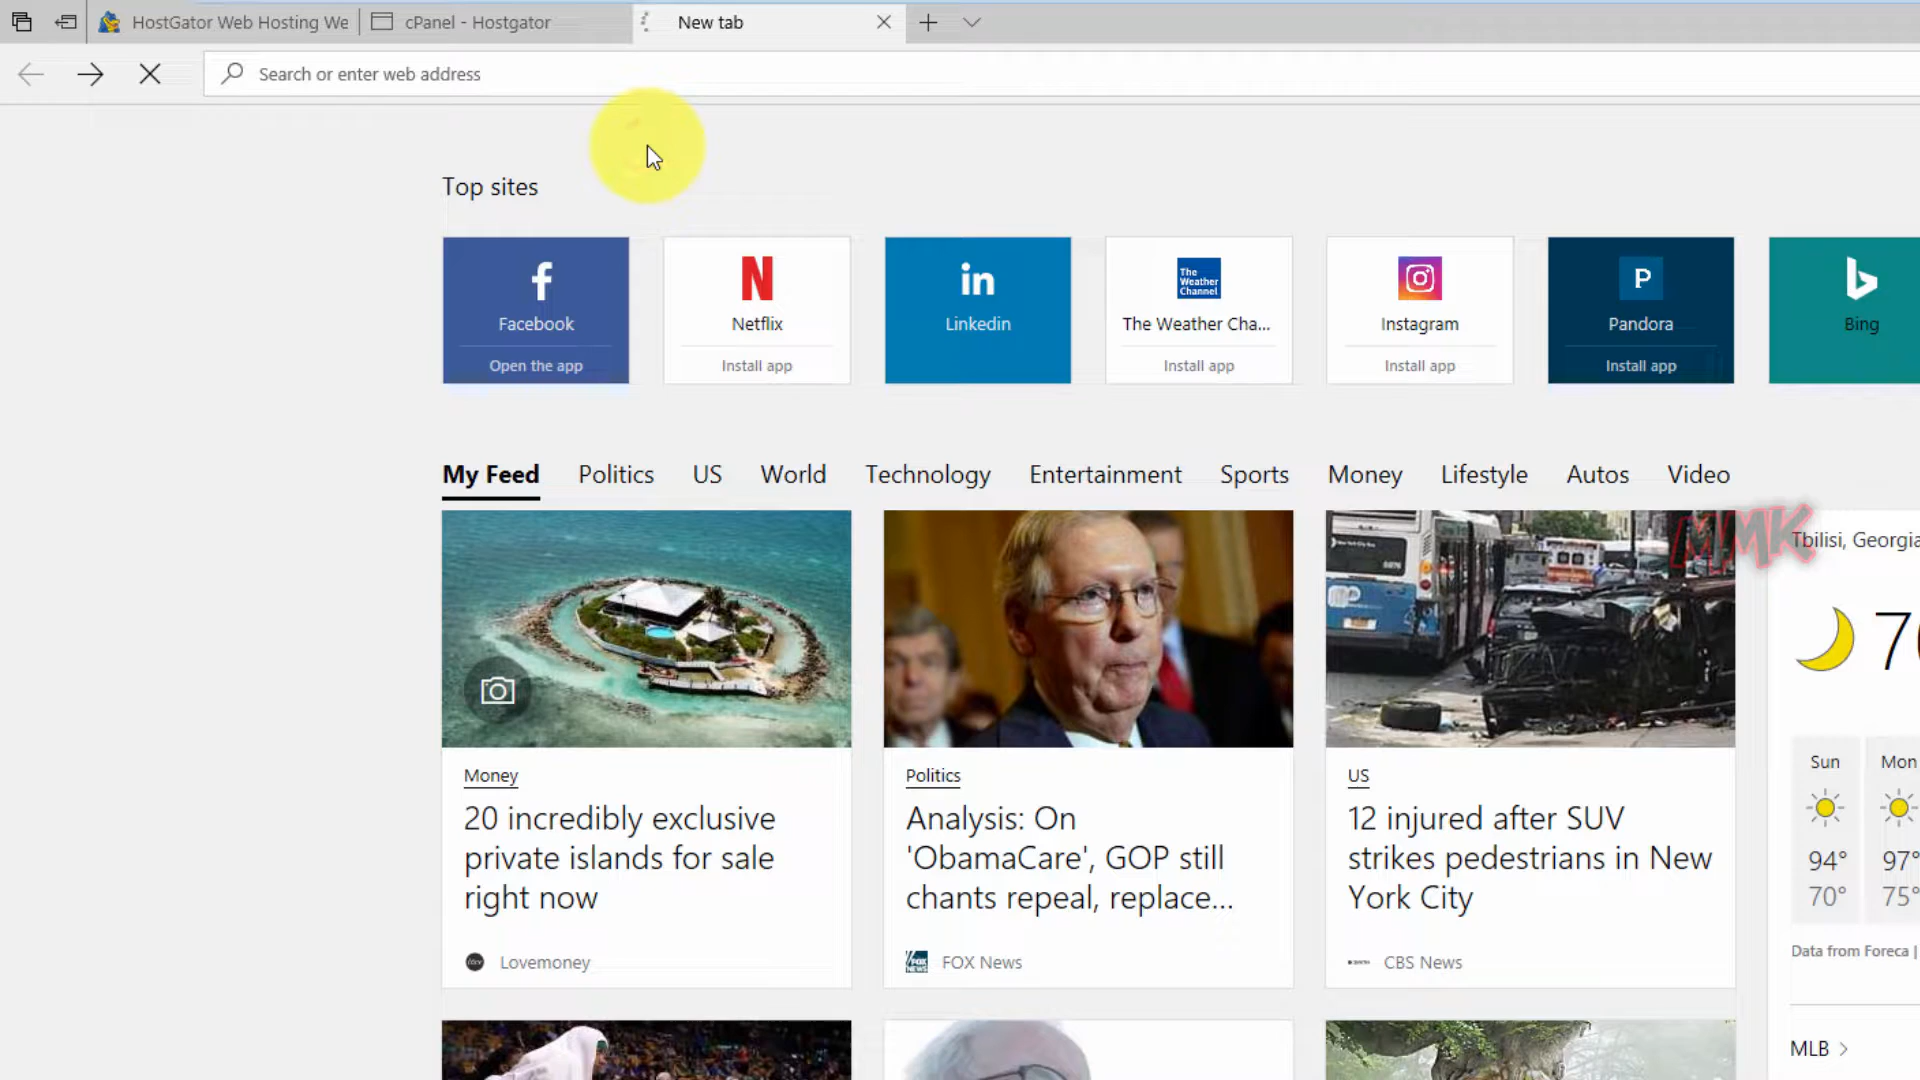 HostGator Web Hosting We
cPanel - Hostgator
New tab
Search or enter web address
Top sites
Facebook
Open the app
Netflix
Install app
Linkedin
The Weather Channel
The Weather Cha...
Install app
Instagram
Install app
P
Pandora
Install app
Bing
My Feed Politics US World Technology Entertainment Sports Money Lifestyle Autos Video
MMK
Tbilisi, Georgia
Money
20 incredibly exclusive
private islands for sale
right now
Lovemoney
Politics
Analysis: On
'ObamaCare', GOP still
chants repeal, replace...
FOX News
US
12 injured after SUV
strikes pedestrians in New
York City
CBS News
Sun Mon
94° 97°
70° 75°
Data from Foreca |
MLB